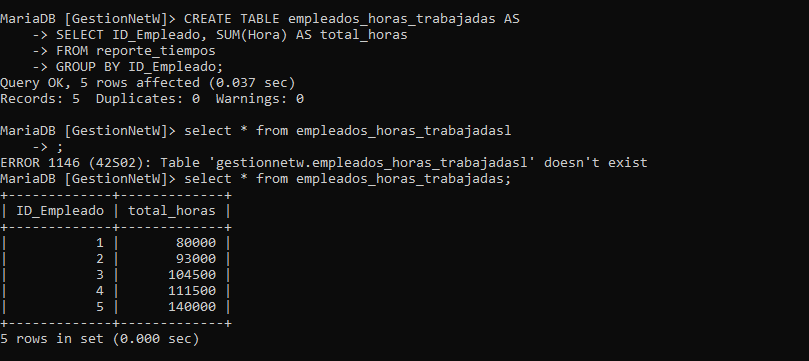 MariaDB [GestionNetW]> CREATE TABLE empleados_horas_trabajadas AS
    -> SELECT ID_Empleado, SUM(Hora) AS total_horas
    -> FROM reporte_tiempos
    -> GROUP BY ID_Empleado;
Query OK, 5 rows affected (0.037 sec)
Records: 5  Duplicates: 0  Warnings: 0

MariaDB [GestionNetW]> select * from empleados_horas_trabajadasl
    -> ;
ERROR 1146 (42S02): Table 'gestionnetw.empleados_horas_trabajadasl' doesn't exist
MariaDB [GestionNetW]> select * from empleados_horas_trabajadas;
+-------------+-------------+
| ID_Empleado | total_horas |
+-------------+-------------+
|           1 |       80000 |
|           2 |       93000 |
|           3 |      104500 |
|           4 |      111500 |
|           5 |      140000 |
+-------------+-------------+
5 rows in set (0.000 sec)